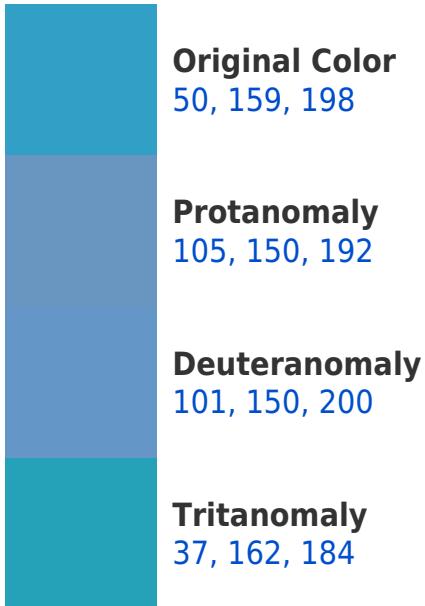 Original Color
50, 159, 198
Protanomaly
105, 150, 192
Deuteranomaly
101, 150, 200
Tritanomaly
37, 162, 184